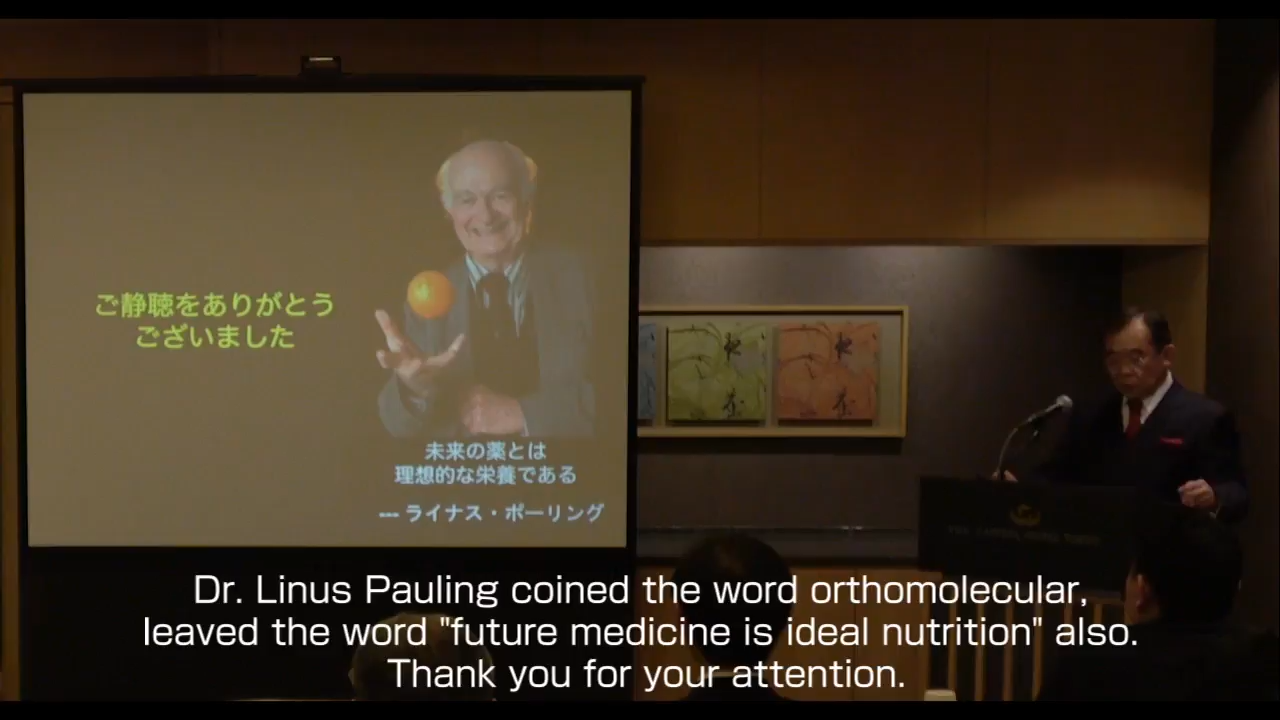 ご静聴をありがとう
ございました
未来の薬とは
理想的な栄養である
--- ライナス・ポーリング
Dr. Linus Pauling coined the word orthomolecular,
leaved the word "future medicine is ideal nutrition" also.
Thank you for your attention.